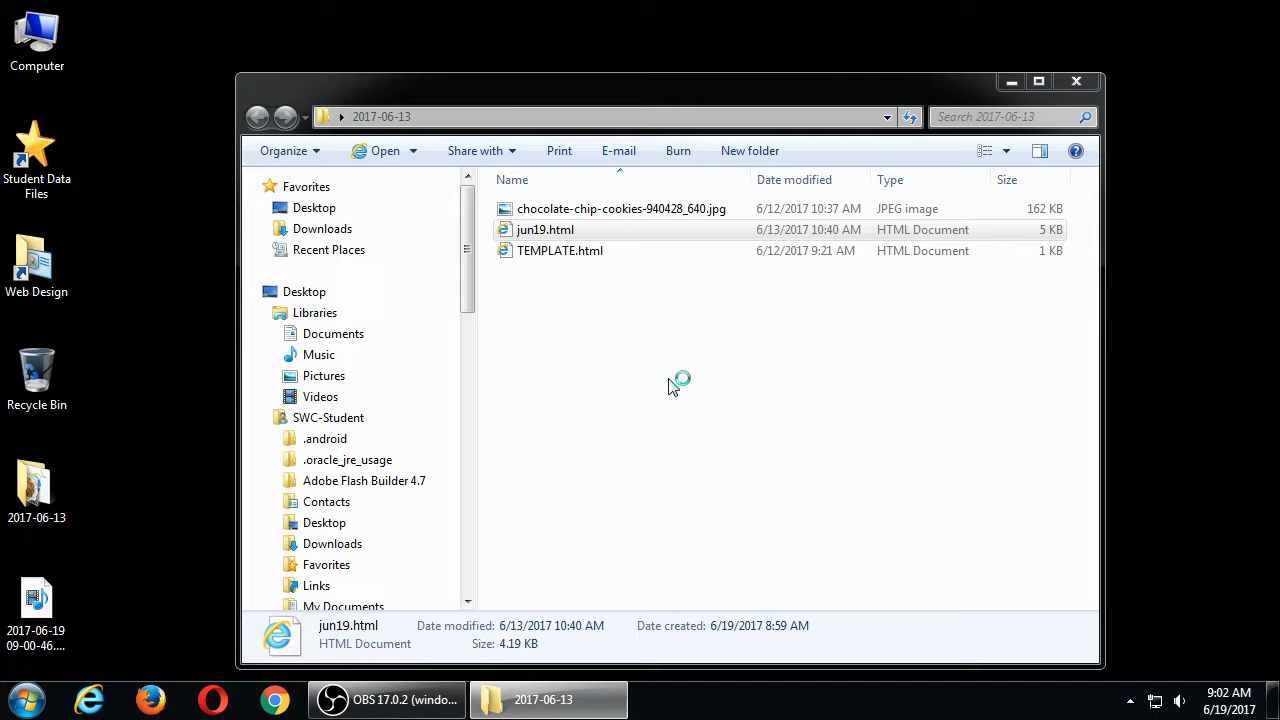 Computer
Student Data
Files
Web Design
Recycle Bin
2017-06-13
2017-06-19
09-00-46....
2017-06-13
Search 2017-06-13
Organize
Open
Share with
Print
E-mail
Burn
New folder
Favorites
Desktop
Downloads
Recent Places
Desktop
Libraries
Documents
Music
Pictures
Videos
SWC-Student
.android
.oracle_jre_usage
Adobe Flash Builder 4.7
Contacts
Desktop
Downloads
Favorites
Links
My Documents
Name Date modified Type Size
chocolate-chip-cookies-940428_640.jpg 6/12/2017 10:37 AM JPEG image 162 KB
jun19.html 6/13/2017 10:40 AM HTML Document 5 KB
TEMPLATE.html 6/12/2017 9:21 AM HTML Document 1 KB
jun19.html Date modified: 6/13/2017 10:40 AM Date created: 6/19/2017 8:59 AM
HTML Document Size: 4.19 KB
OBS 17.0.2 (windo...
2017-06-13
9:02 AM
6/19/2017